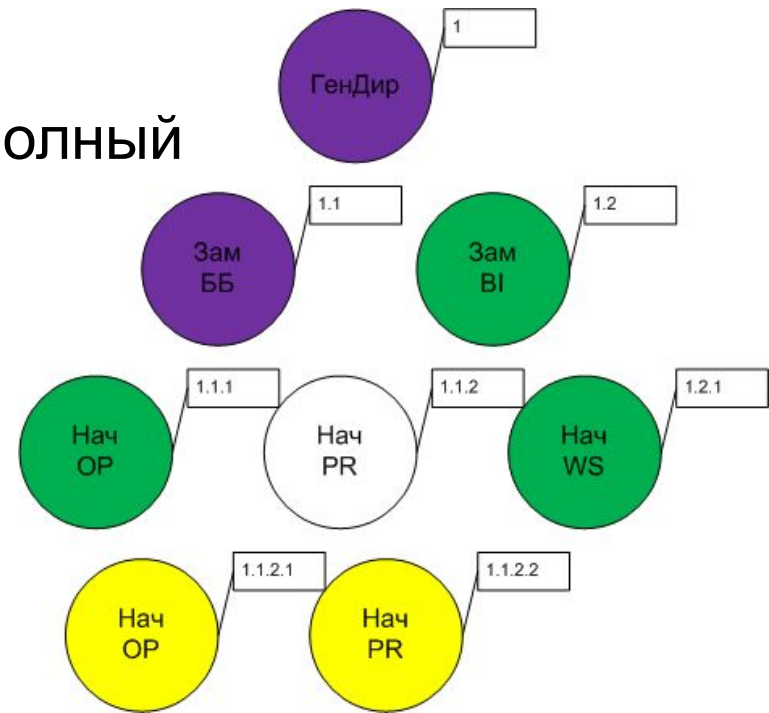 1
ГенДир
олный
1.1
1.2
Зам
ББ
Зам
BI
1.1.1
1.1.2
1.2.1
Нач
OP
Нач
PR
Нач
WS
1.1.2.1
1.1.2.2
Нач
OP
Нач
PR